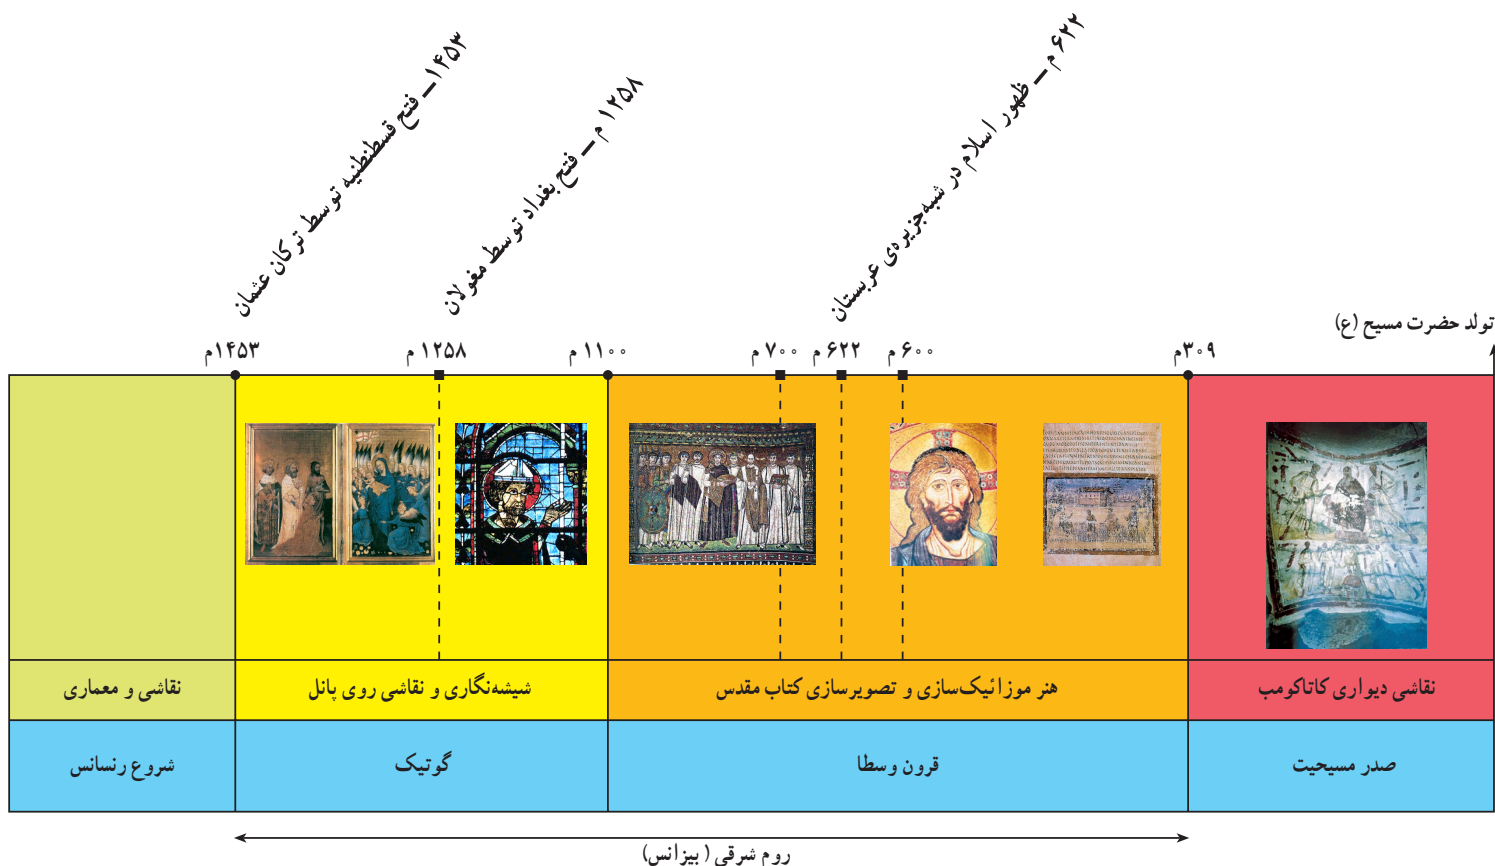 ۱۴۵۳ – فتح قسطنطنیه توسط ترکان عثمان
۱۲۵۸ م – فتح بغداد توسط مغولان
۶۲۲ م – ظهور اسلام در شبه‌جزیره‌ی عربستان
تولد حضرت مسیح (ع)
۳۰۹م
۶۰۰ م
۶۲۲ م
۷۰۰ م
۱۱۰۰ م
۱۲۵۸ م
۱۴۵۳م
نقاشی دیواری کاتاکومب
هنر موزائیک‌سازی و تصویرسازی کتاب مقدس
شیشه‌نگاری و نقاشی روی پانل
نقاشی و معماری
صدر مسیحیت
قرون وسطا
گوتیک
شروع رنسانس
روم شرقی ( بیزانس)